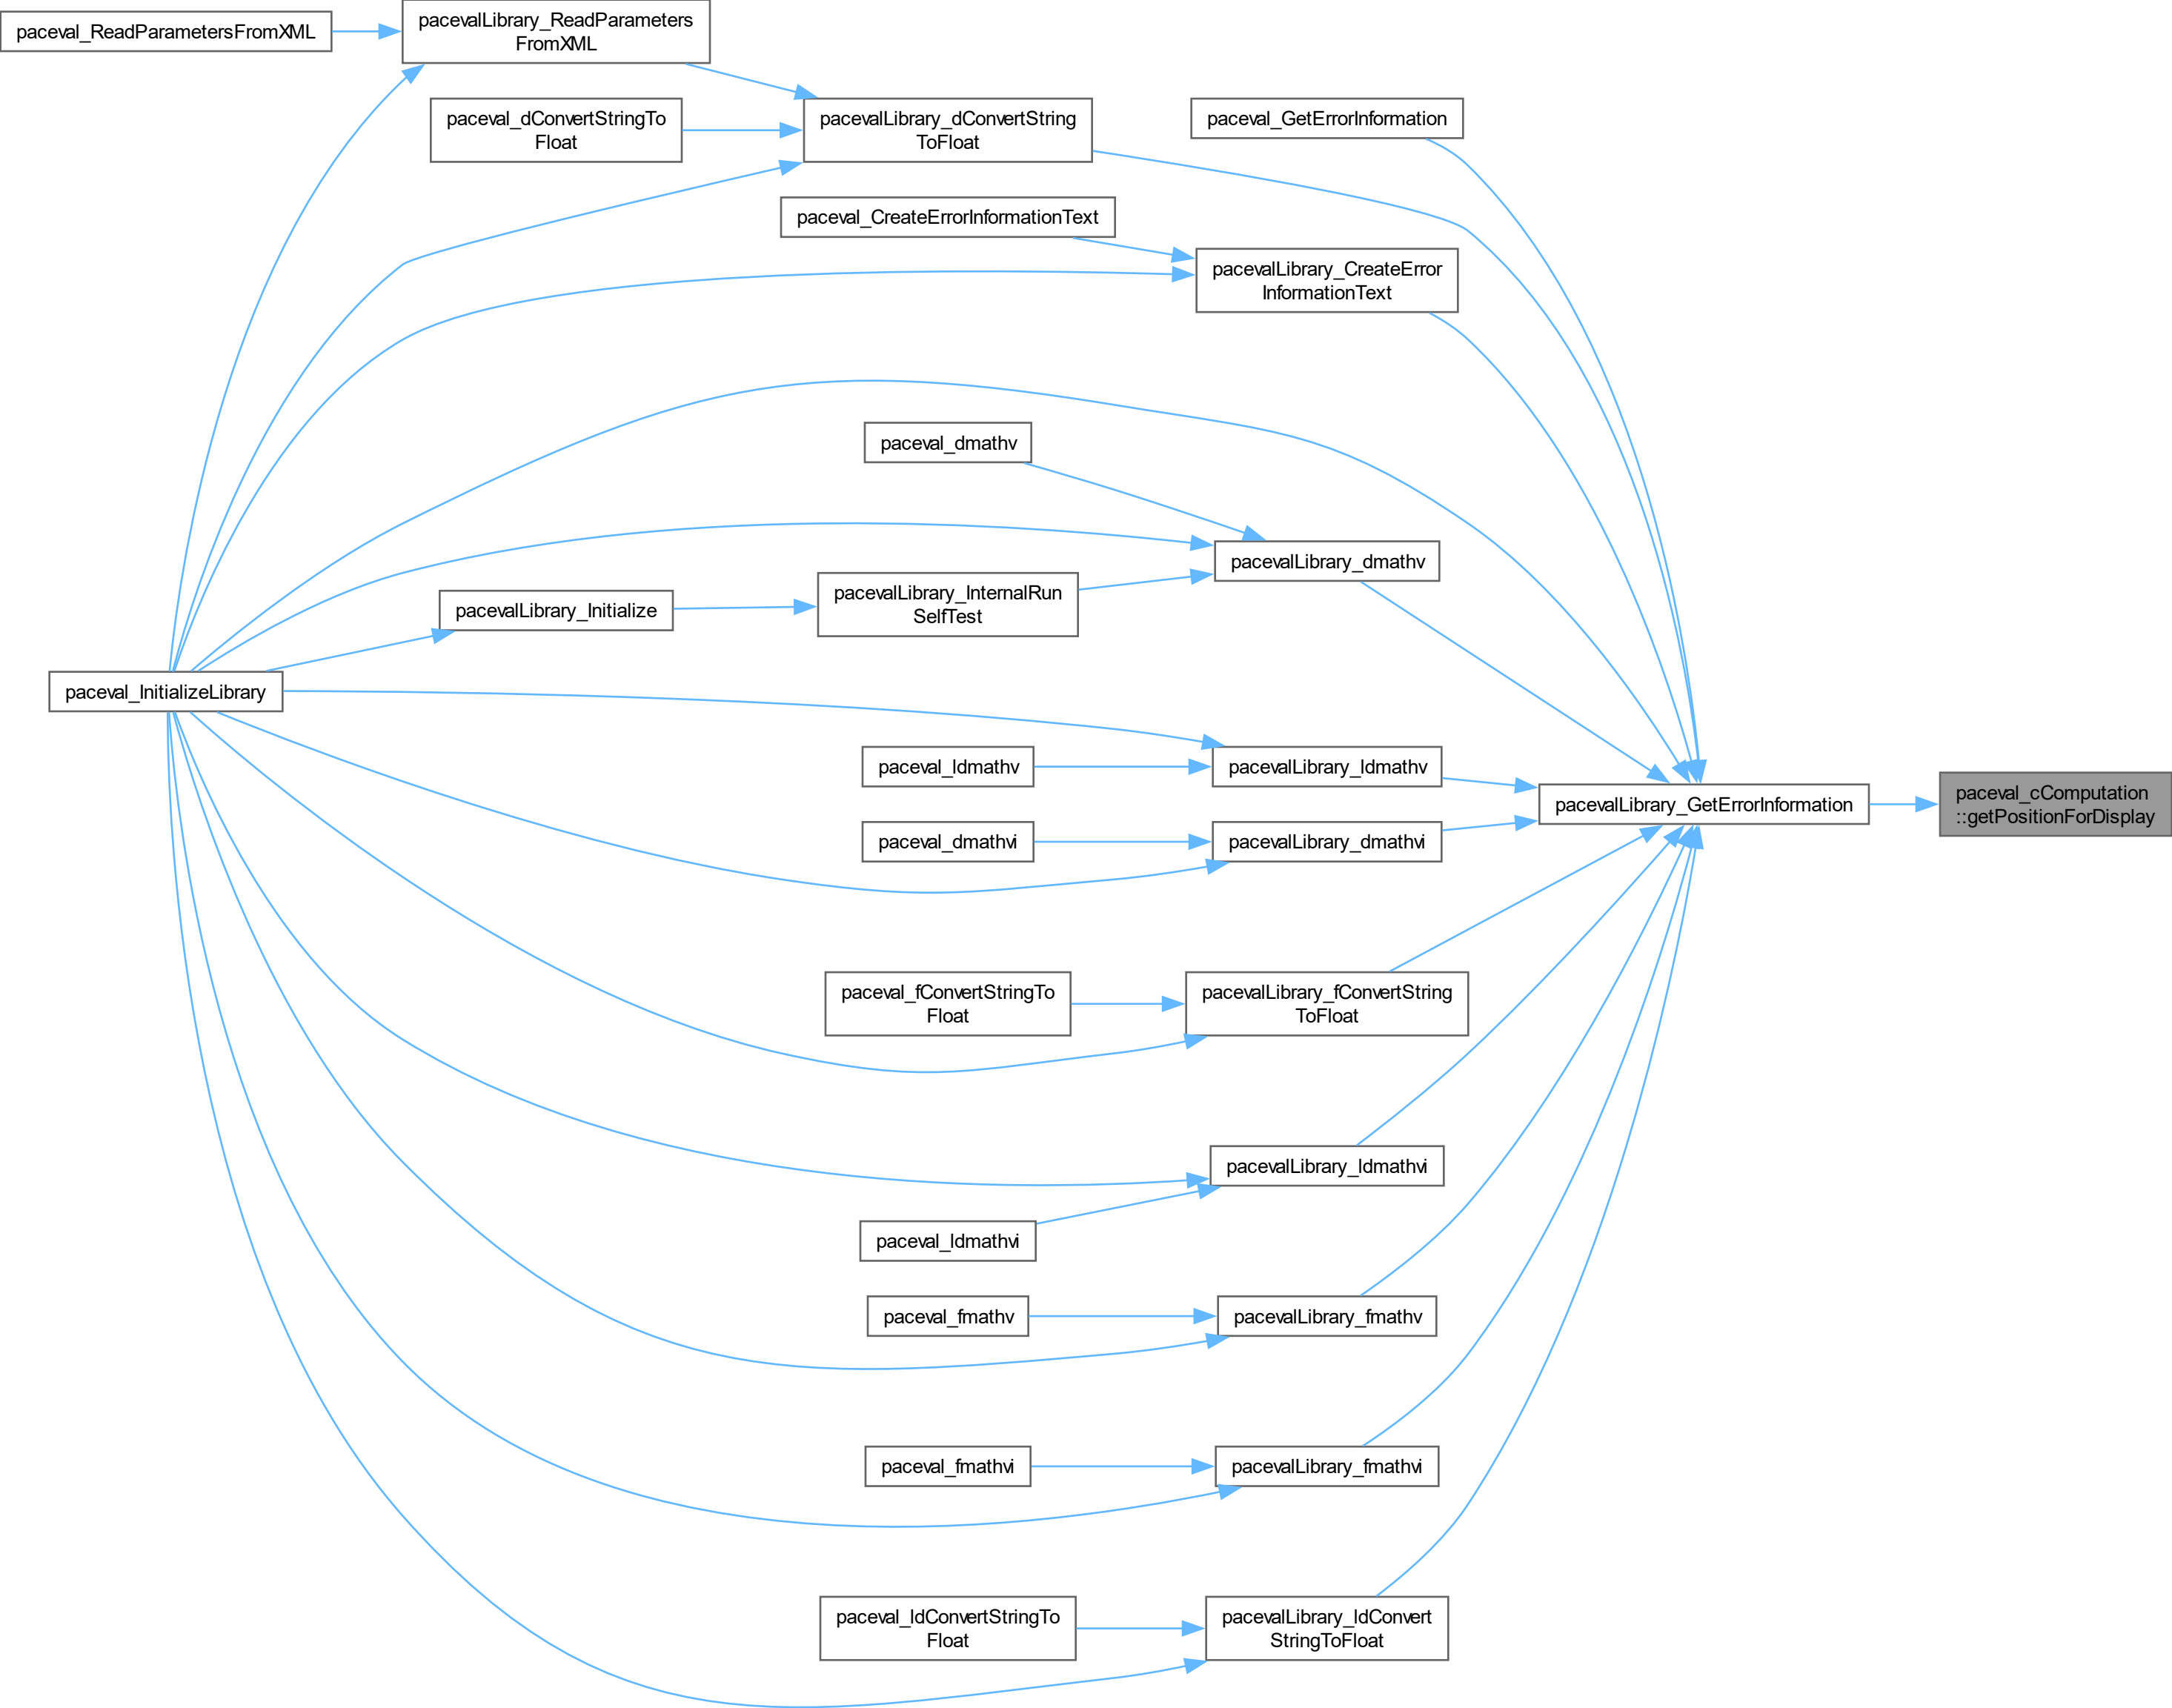 paceval_ReadParametersFromXML
pacevalLibrary_ReadParameters
FromXML
paceval_dConvertStringTo
Float
pacevalLibrary_dConvertString
ToFloat
paceval_GetErrorInformation
paceval_CreateErrorInformationText
pacevalLibrary_CreateError
InformationText
paceval_dmathv
pacevalLibrary_dmathv
pacevalLibrary_InternalRun
SelfTest
pacevalLibrary_Initialize
paceval_InitializeLibrary
paceval_ldmathv
pacevalLibrary_ldmathv
pacevalLibrary_GetErrorInformation
paceval_cComputation
::getPositionForDisplay
paceval_dmathvi
pacevalLibrary_dmathvi
paceval_fConvertStringTo
Float
pacevalLibrary_fConvertString
ToFloat
pacevalLibrary_ldmathvi
paceval_ldmathvi
paceval_fmathv
pacevalLibrary_fmathv
paceval_fmathvi
pacevalLibrary_fmathvi
paceval_ldConvertStringTo
Float
pacevalLibrary_ldConvert
StringToFloat